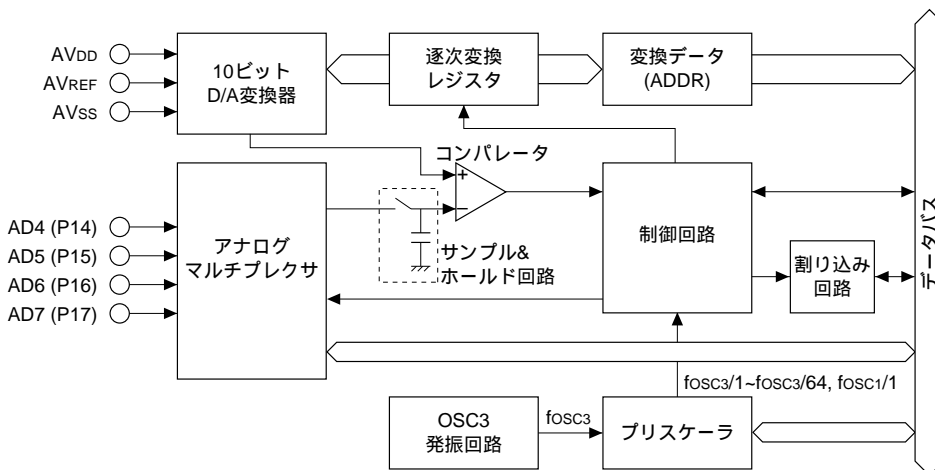 AVDD
AVREF
AVSS
10ビット
D/A変換器
逐次変換
レジスタ
変換データ
(ADDR)
コンパレータ
+
−
AD4 (P14)
AD5 (P15)
AD6 (P16)
AD7 (P17)
アナログ
マルチプレクサ
サンプル&
ホールド回路
制御回路
割り込み
回路
データバス
fOSC3/1~fOSC3/64, fOSC1/1
OSC3
発振回路
fOSC3
プリスケーラ